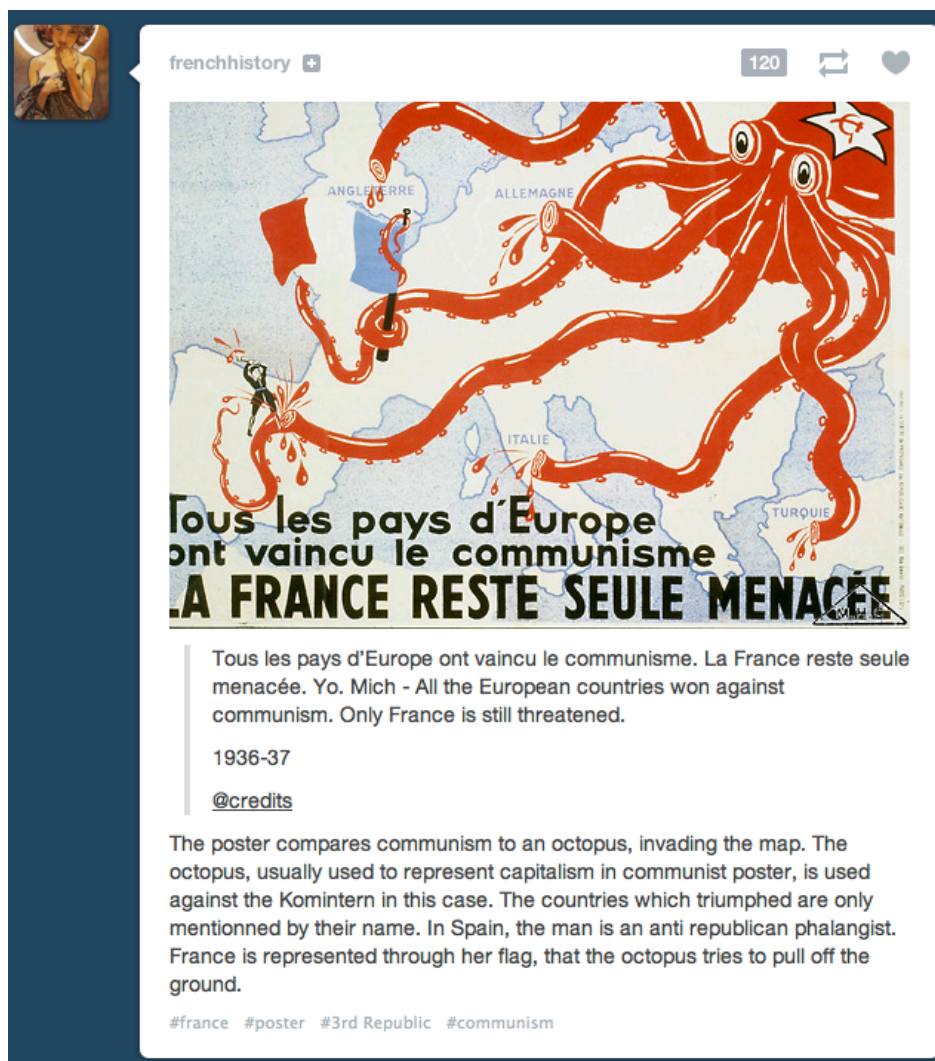 frenchhistory
120
ANGLETERRE
ALLEMAGNE
ITALIE
TURQUIE
Tous les pays d'Europe
ont vaincu le communisme
LA FRANCE RESTE SEULE MENACÉE
Tous les pays d'Europe ont vaincu le communisme. La France reste seule
menacée. Yo. Mich - All the European countries won against
communism. Only France is still threatened.
1936-37
@credits
The poster compares communism to an octopus, invading the map. The
octopus, usually used to represent capitalism in communist poster, is used
against the Komintern in this case. The countries which triumphed are only
mentionned by their name. In Spain, the man is an anti republican phalangist.
France is represented through her flag, that the octopus tries to pull off the
ground.
#france #poster #3rd Republic #communism